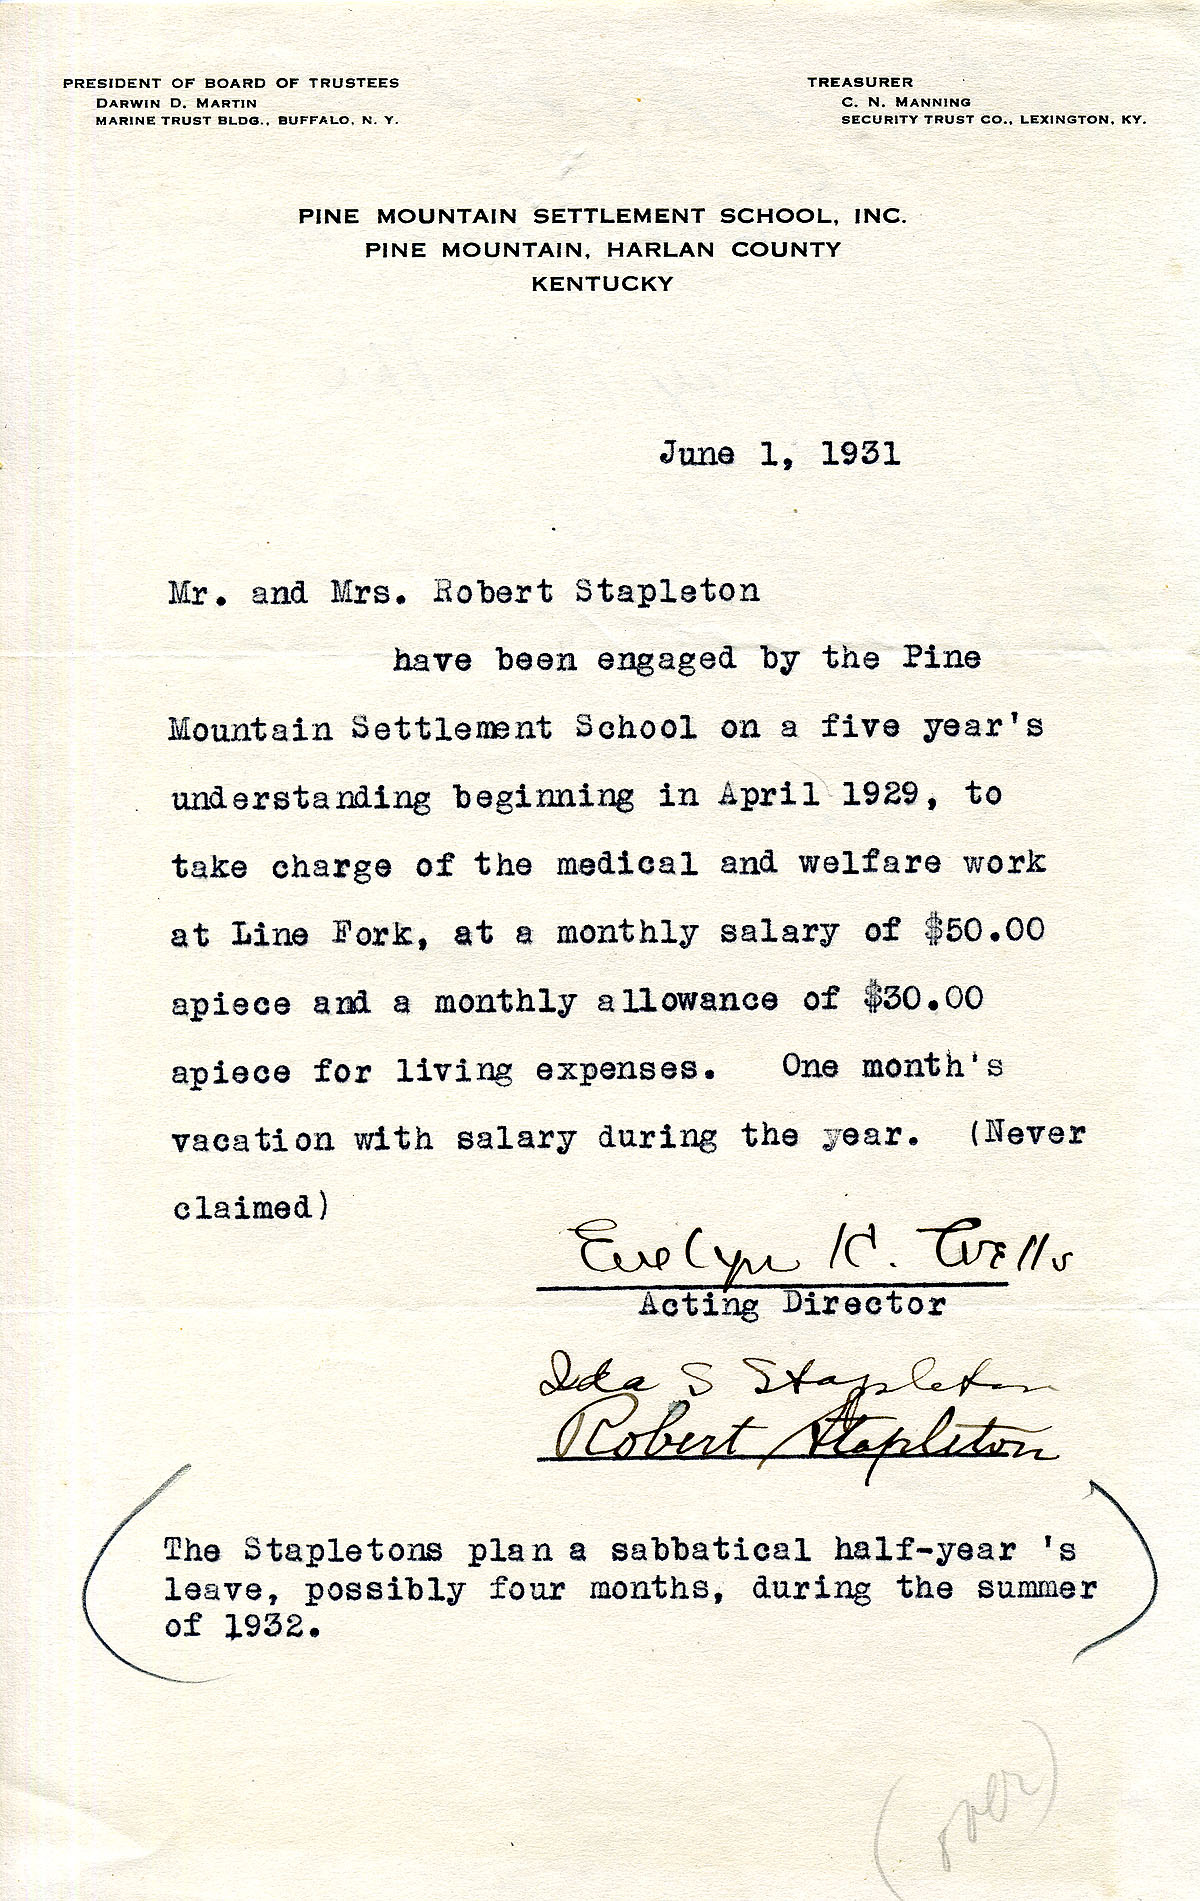 PRESIDENT OF BOARD OF TRUSTEES
DARWIN D. MARTIN
MARINE TRUST BLDG., BUFFALO, N. Y.
TREASURER
C. N. MANNING
SECURITY TRUST CO., LEXINGTON, KY.
PINE MOUNTAIN SETTLEMENT SCHOOL, INC.
PINE MOUNTAIN, HARLAN COUNTY
KENTUCKY
June 1, 1931
Mr. and Mrs. Robert Stapleton
have been engaged by the Pine
Mountain Settlement School on a five year's
understanding beginning in April 1929, to
take charge of the medical and welfare work
at Line Fork, at a monthly salary of $50.00
apiece and a monthly allowance of $30.00
apiece for living expenses. One month's
vacation with salary during the year. (Never
claimed)
Evelyn K. Wells
Acting Director
Ida S Stapleton
Robert Stapleton
(The Stapletons plan a sabbatical half-year 's
leave, possibly four months, during the summer
of 1932.)
(over)